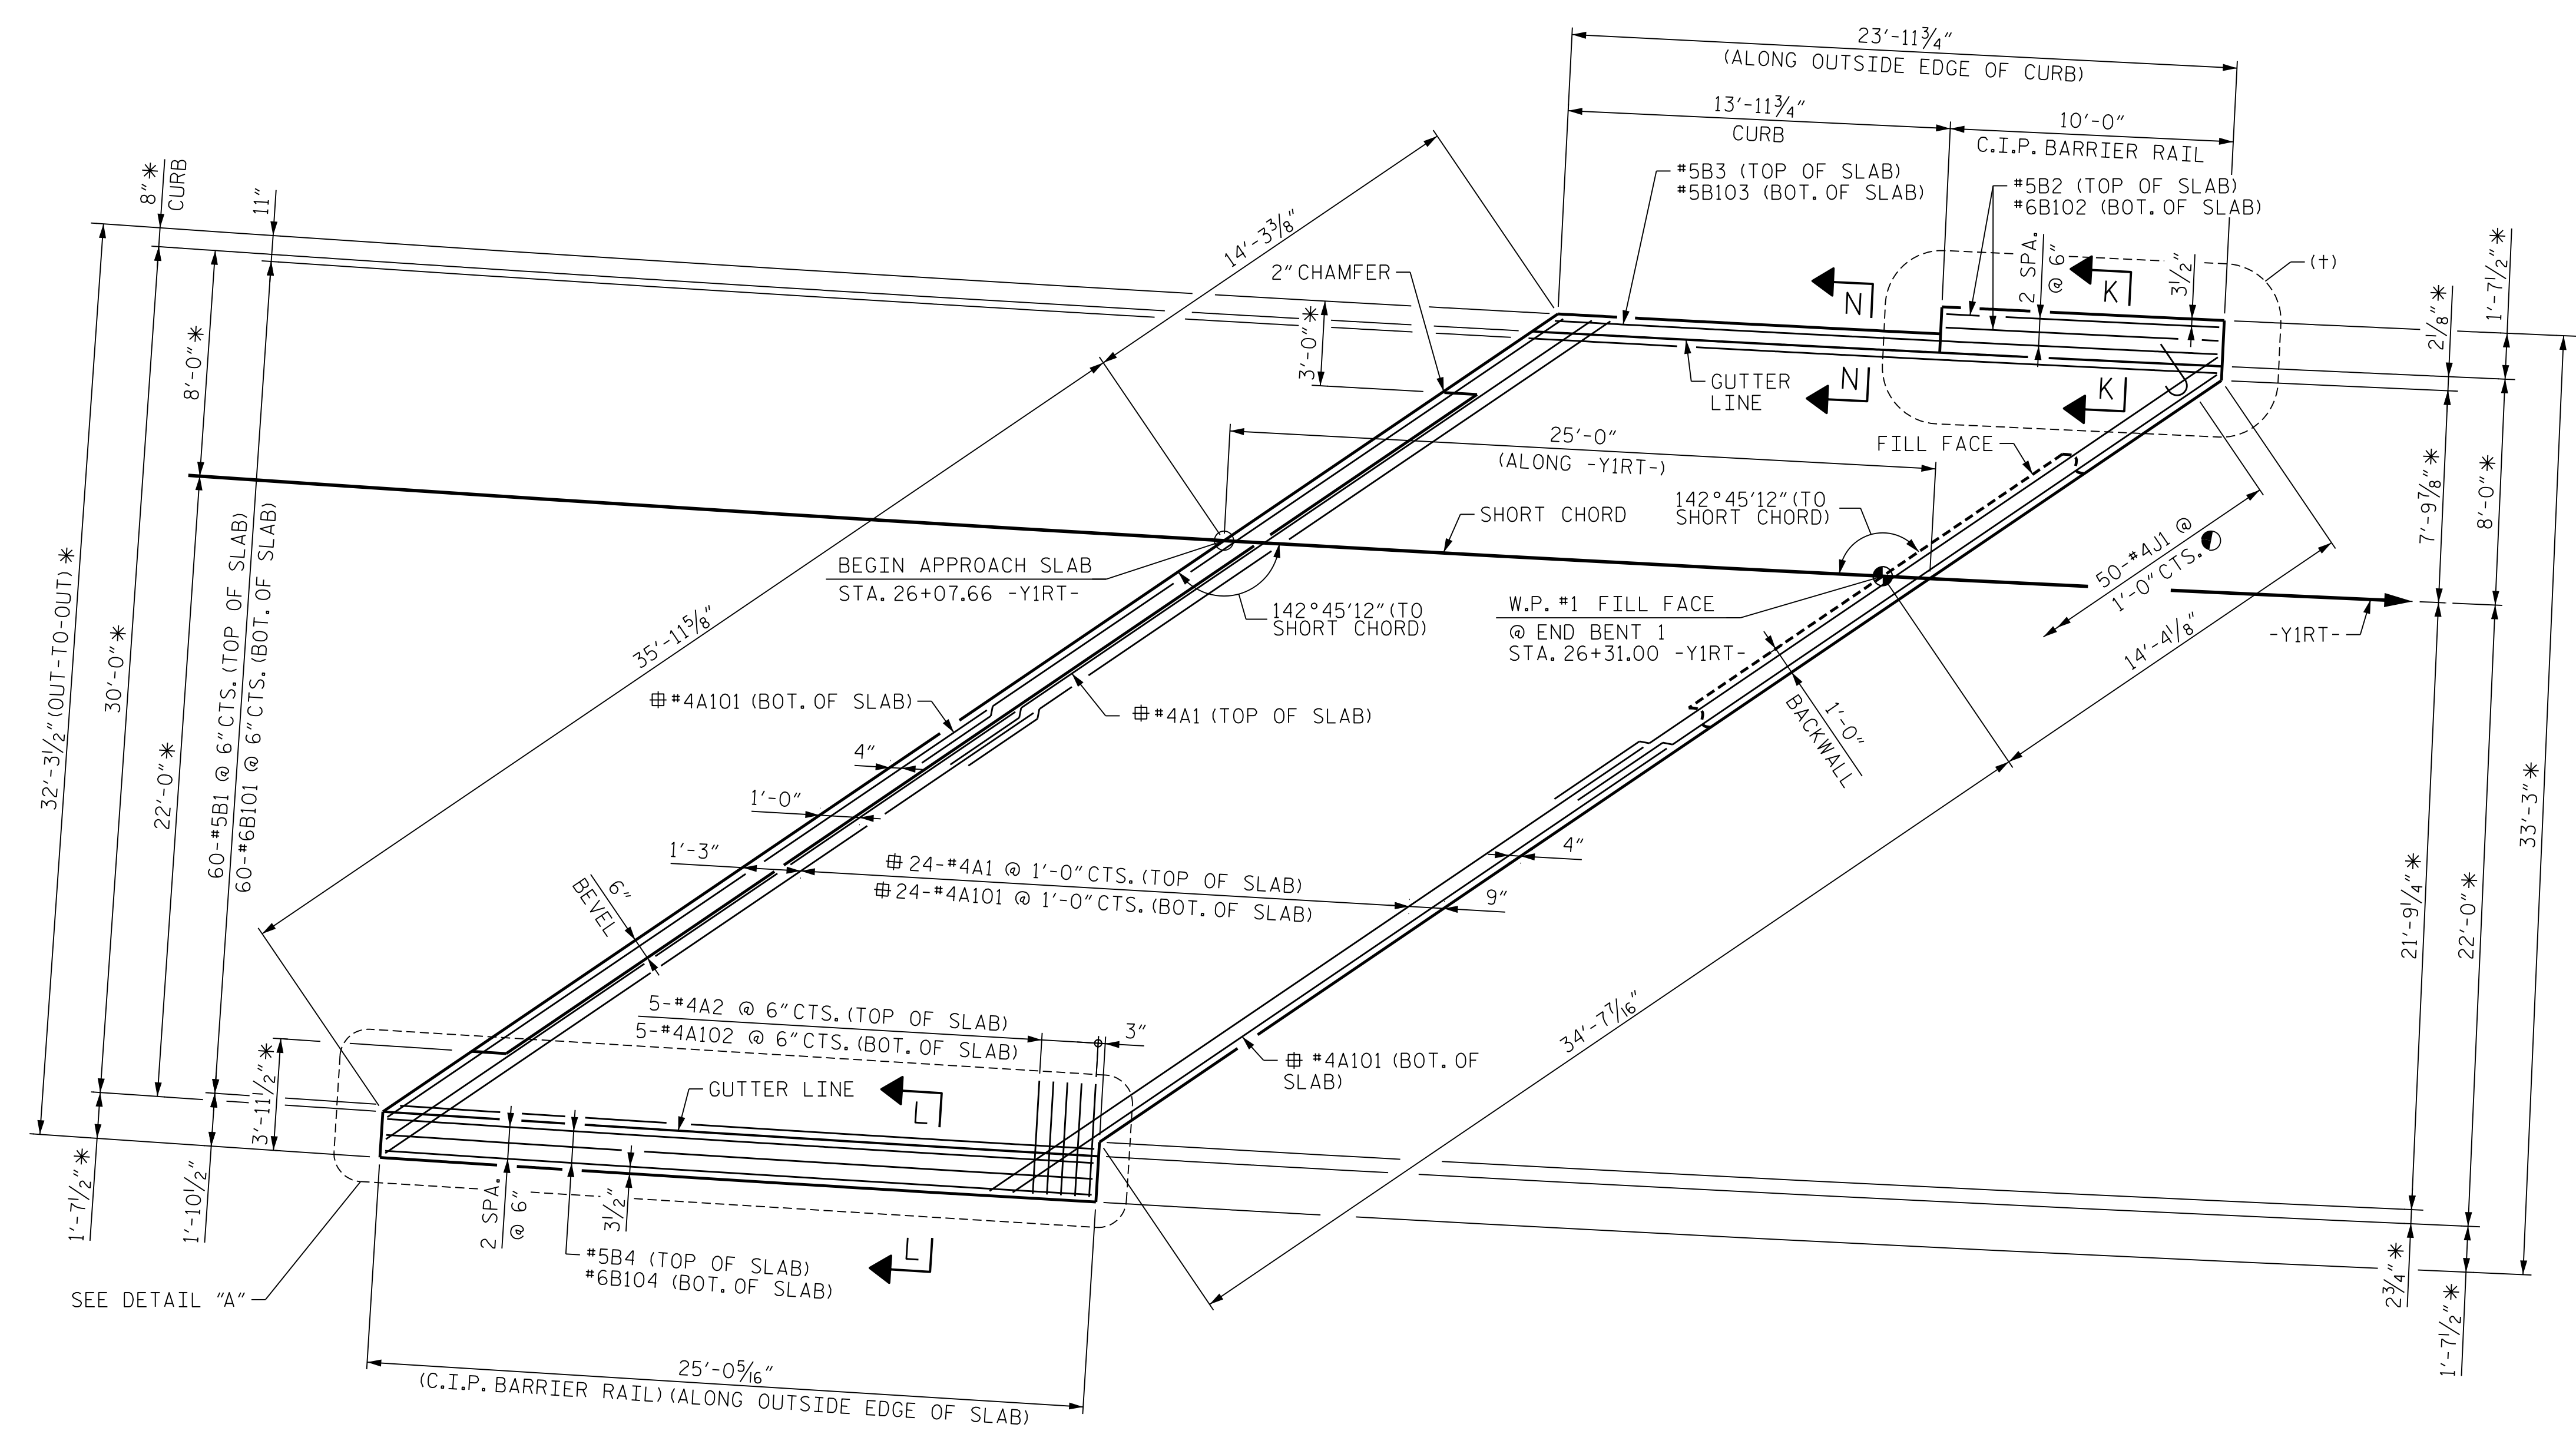 23'-11¾"
(ALONG OUTSIDE EDGE OF CURB)
13'-11¾"
CURB
10'-0"
C.I.P. BARRIER RAIL
#5B3 (TOP OF SLAB)
#5B103 (BOT. OF SLAB)
#5B2 (TOP OF SLAB)
#6B102 (BOT. OF SLAB)
8"*
CURB
11"
14'-3⅜"
2" CHAMFER
3'-0"*
N
N
2 SPA.
@ 6"
K
K
3½"
(†)
2⅛"*
1'-7½"*
8'-0"*
GUTTER
LINE
25'-0"
(ALONG -Y1RT-)
FILL FACE
SHORT CHORD
142°45'12" (TO
SHORT CHORD)
7'-9⅞"*
8'-0"*
50-#4J1 @
1'-0" CTS.
BEGIN APPROACH SLAB
STA. 26+07.66 -Y1RT-
142°45'12" (TO
SHORT CHORD)
W.P. #1 FILL FACE
@ END BENT 1
STA. 26+31.00 -Y1RT-
-Y1RT-
14'-4⅛"
32'-3½" (OUT-TO-OUT)*
30'-0"*
22'-0"*
60-#5B1 @ 6" CTS. (TOP OF SLAB)
60-#6B101 @ 6" CTS. (BOT. OF SLAB)
35'-11⅝"
⌗#4A101 (BOT. OF SLAB)
⌗#4A1 (TOP OF SLAB)
1'-0"
BACKWALL
4"
1'-0"
1'-3"
⌗24-#4A1 @ 1'-0" CTS. (TOP OF SLAB)
⌗24-#4A101 @ 1'-0" CTS. (BOT. OF SLAB)
4"
9"
6"
BEVEL
33'-3"*
21'-9¼"*
22'-0"*
34'-7⁷⁄₁₆"
5-#4A2 @ 6" CTS. (TOP OF SLAB)
5-#4A102 @ 6" CTS. (BOT. OF SLAB)
3"
⌗ #4A101 (BOT. OF
SLAB)
GUTTER LINE
L
L
3'-11½"*
1'-7½"*
1'-10½"
2 SPA.
@ 6"
3½"
#5B4 (TOP OF SLAB)
#6B104 (BOT. OF SLAB)
SEE DETAIL "A"
2¾"*
1'-7½"*
25'-0⁵⁄₁₆"
(C.I.P. BARRIER RAIL) (ALONG OUTSIDE EDGE OF SLAB)